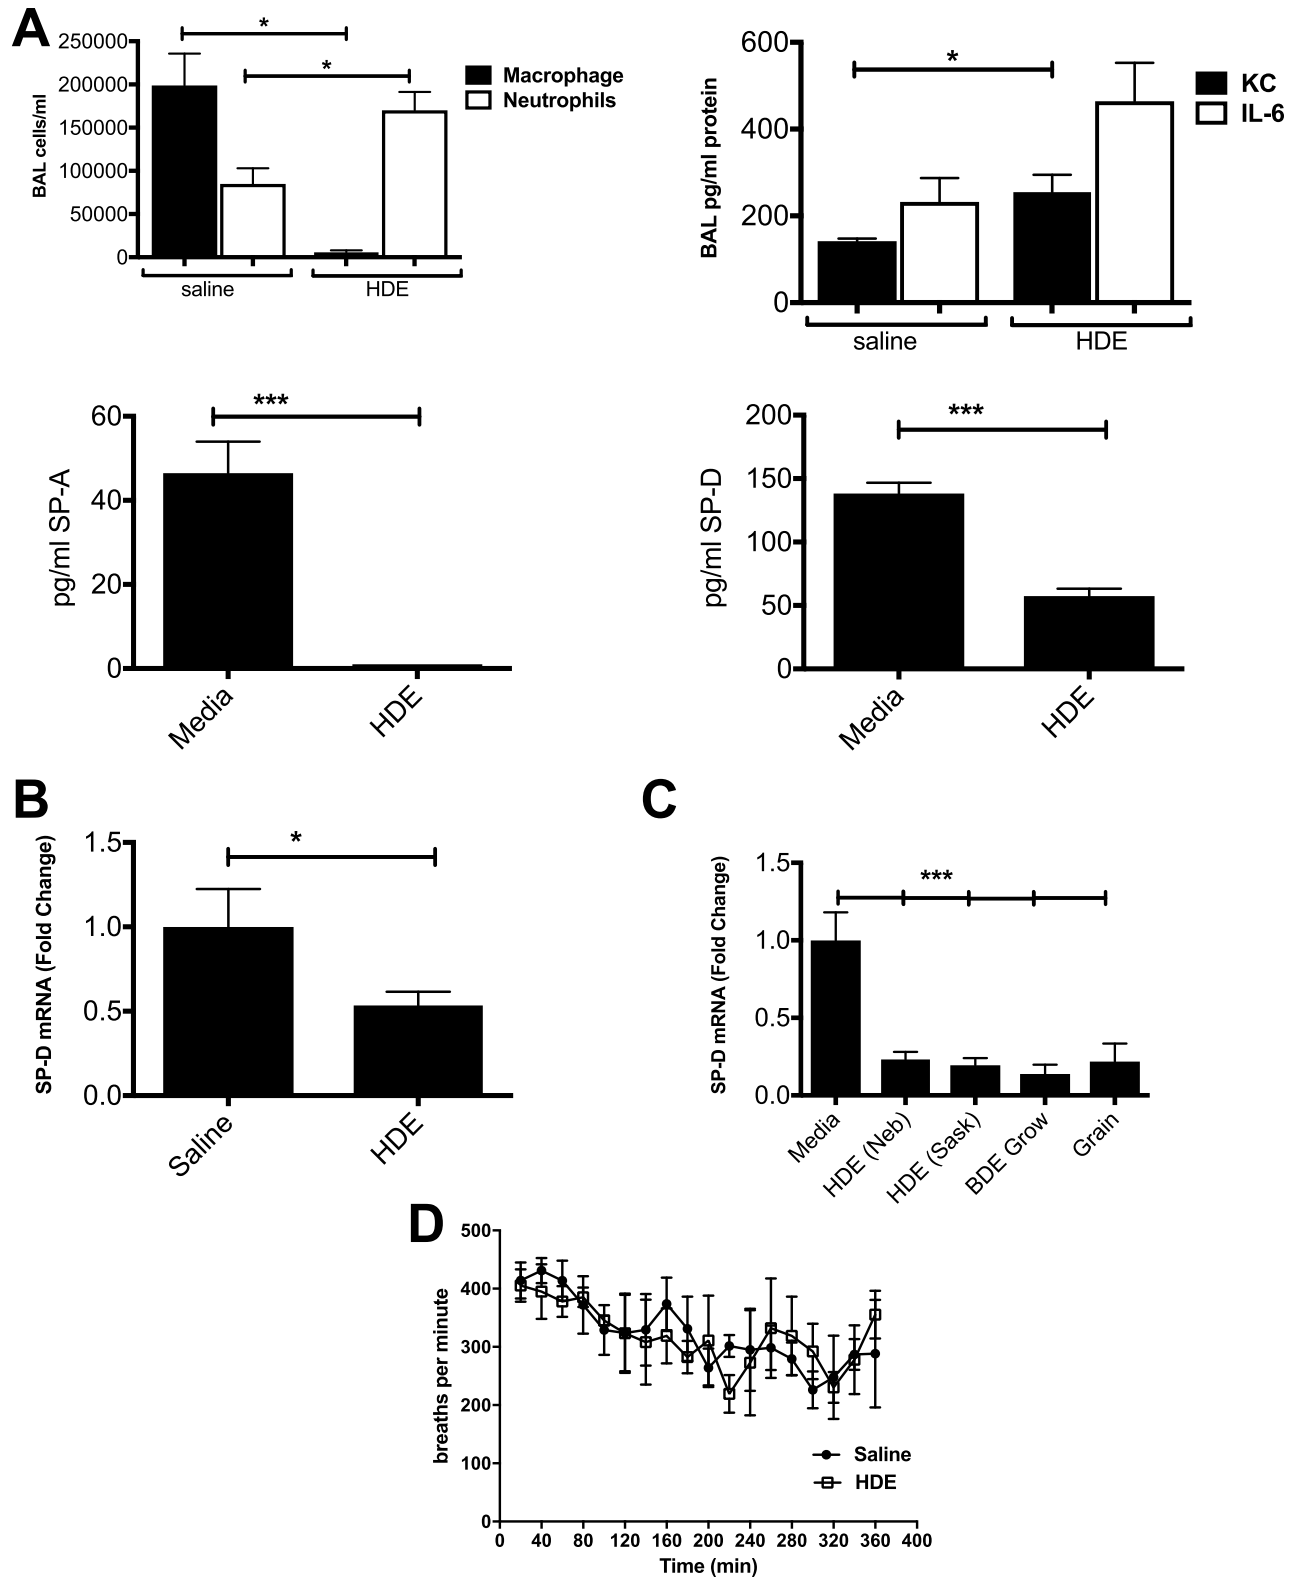 A
*
*
250000
200000
150000
100000
50000
0
BAL cells/ml
Macrophage
Neutrophils
saline
HDE
*
600
400
200
0
BAL pg/ml protein
KC
IL-6
saline
HDE
***
60
40
20
0
pg/ml SP-A
Media
HDE
***
200
150
100
50
0
pg/ml SP-D
Media
HDE
B
*
1.5
1.0
0.5
0.0
SP-D mRNA (Fold Change)
Saline
HDE
C
***
1.5
1.0
0.5
0.0
SP-D mRNA (Fold Change)
Media
HDE (Neb)
HDE (Sask)
BDE Grow
Grain
D
500
400
300
200
100
0
breaths per minute
Saline
HDE
0 40 80 120 160 200 240 280 320 360 400
Time (min)